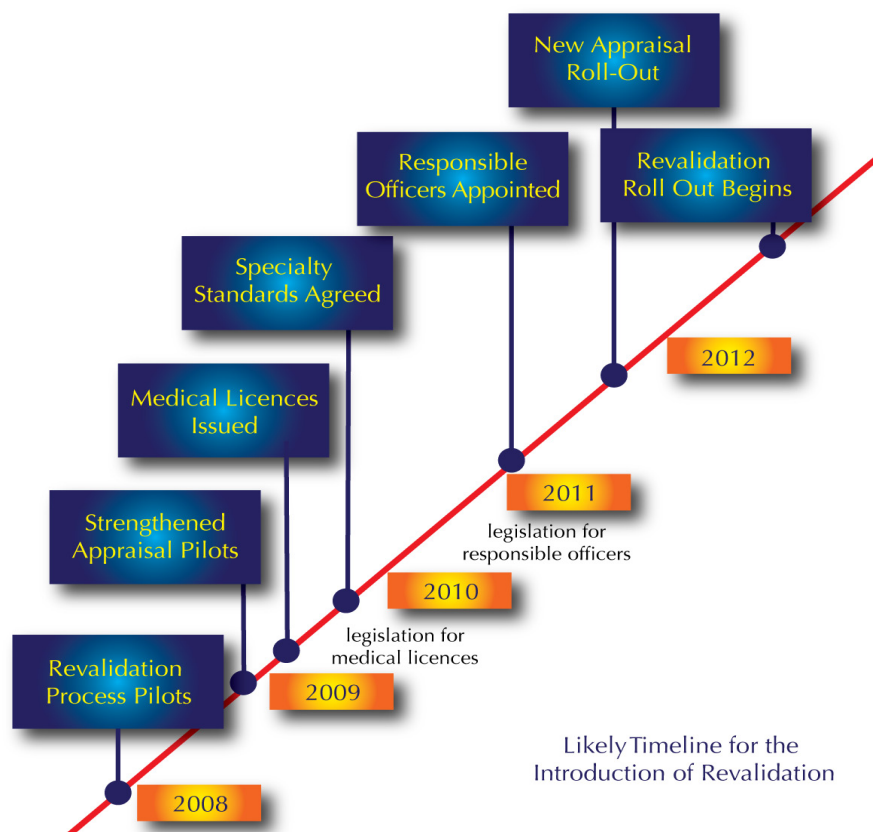 New Appraisal
Roll-Out
Responsible
Officers Appointed
Revalidation
Roll Out Begins
Specialty
Standards Agreed
2012
Medical Licences
Issued
Strengthened
Appraisal Pilots
2011
legislation for
responsible officers
2010
legislation for
medical licences
Revalidation
Process Pilots
2009
Likely Timeline for the
Introduction of Revalidation
2008